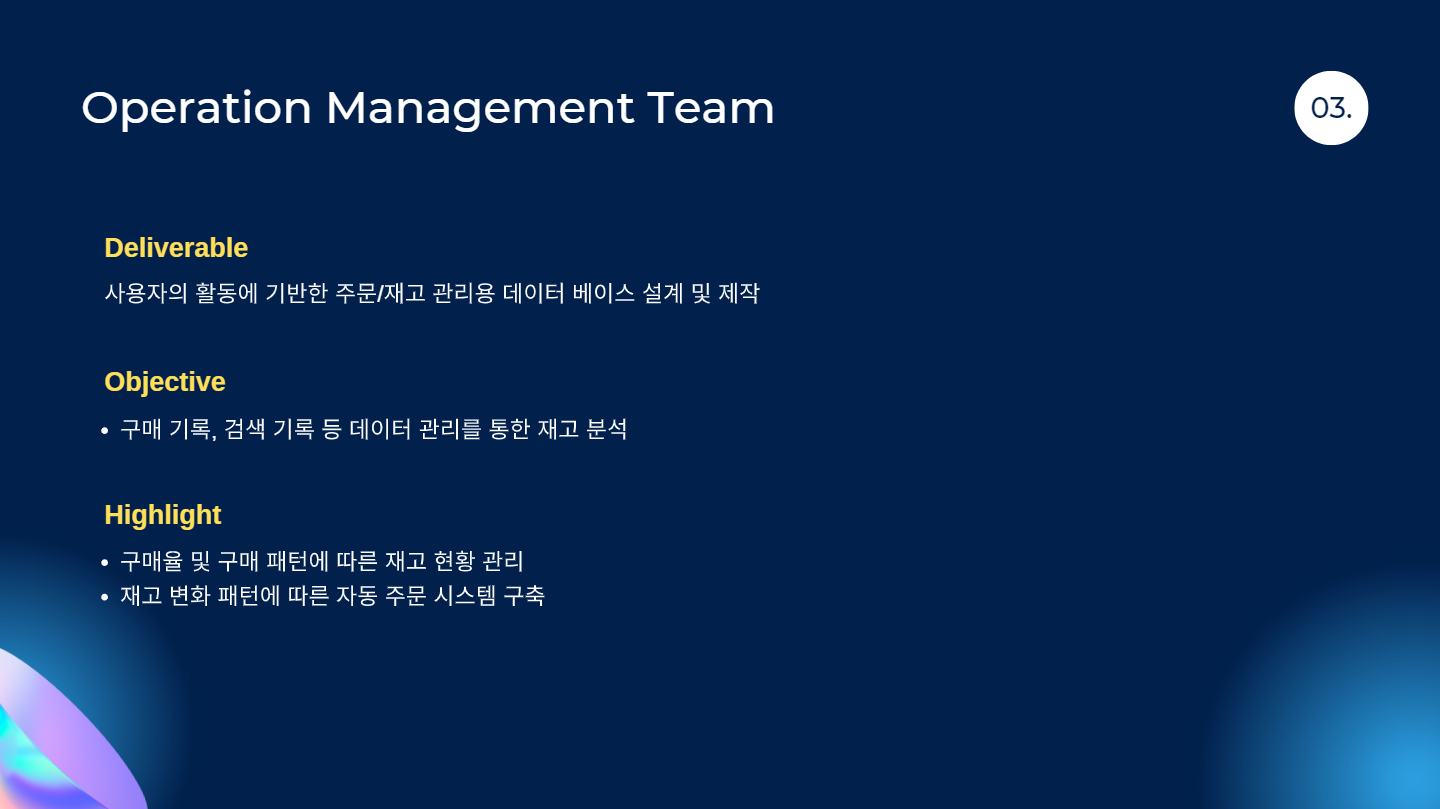 Operation Management Team
03.
Deliverable
사용자의 활동에 기반한 주문/재고 관리용 데이터 베이스 설계 및 제작
Objective
• 구매 기록, 검색 기록 등 데이터 관리를 통한 재고 분석
Highlight
• 구매율 및 구매 패턴에 따른 재고 현황 관리
• 재고 변화 패턴에 따른 자동 주문 시스템 구축